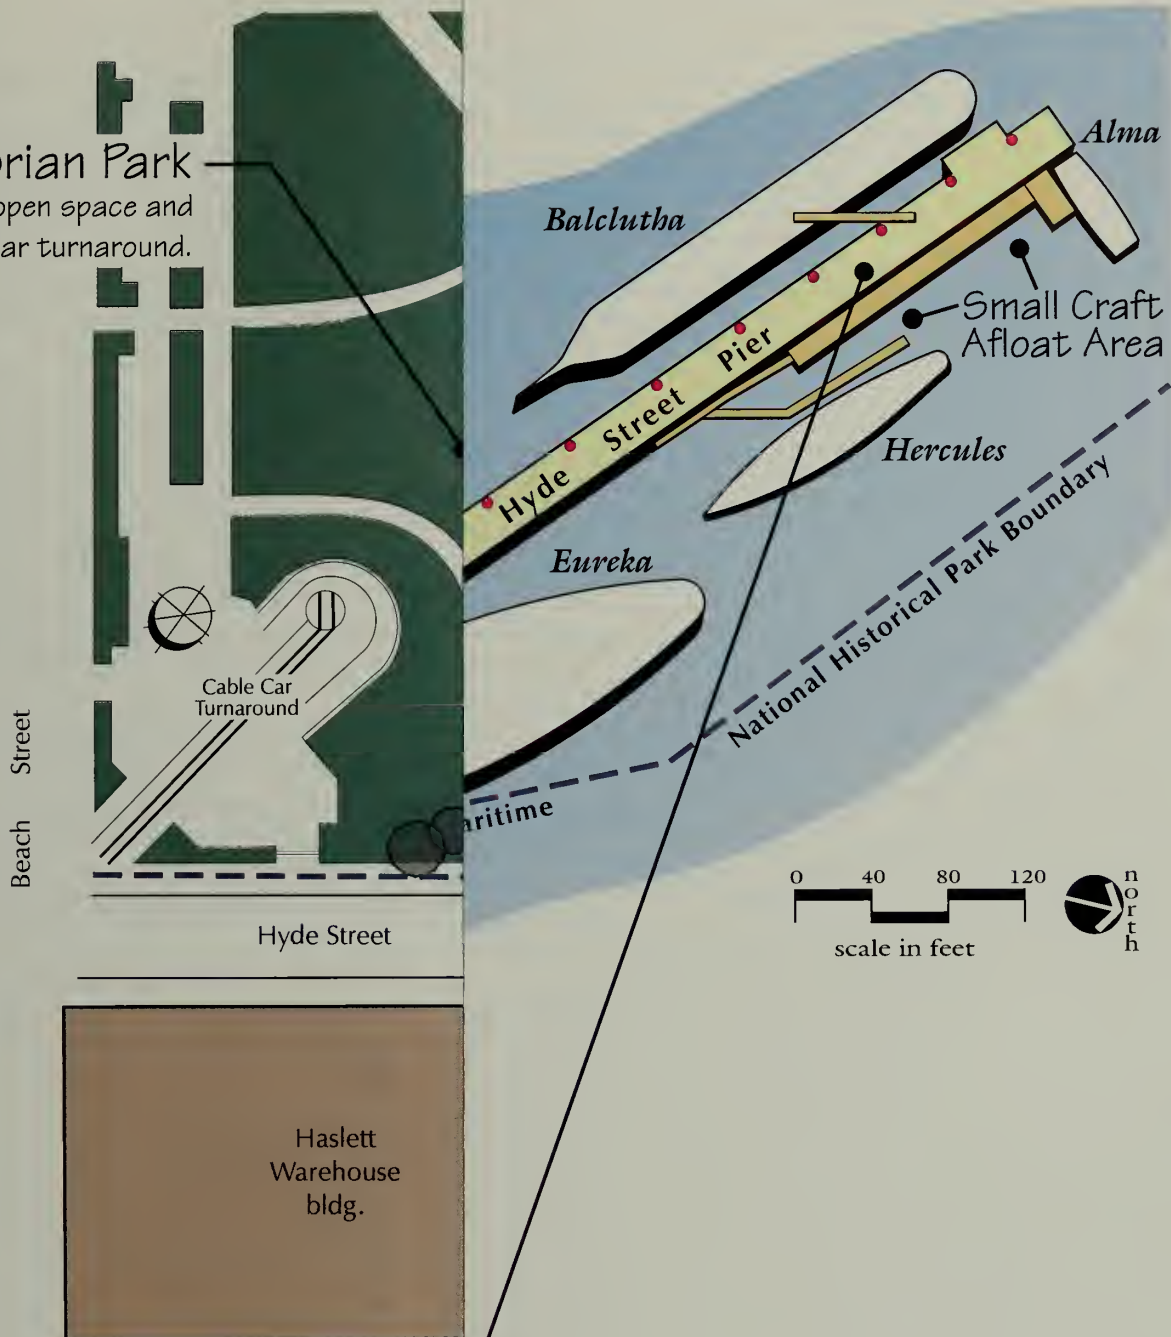 rian Park
open space and
ar turnaround.
Balclutha
Alma
Small Craft
Afloat Area
Hyde Street Pier
Hercules
Eureka
National Historical Park Boundary
aritime
Cable Car
Turnaround
Beach Street
Hyde Street
0 40 80 120
scale in feet
north
Haslett
Warehouse
bldg.